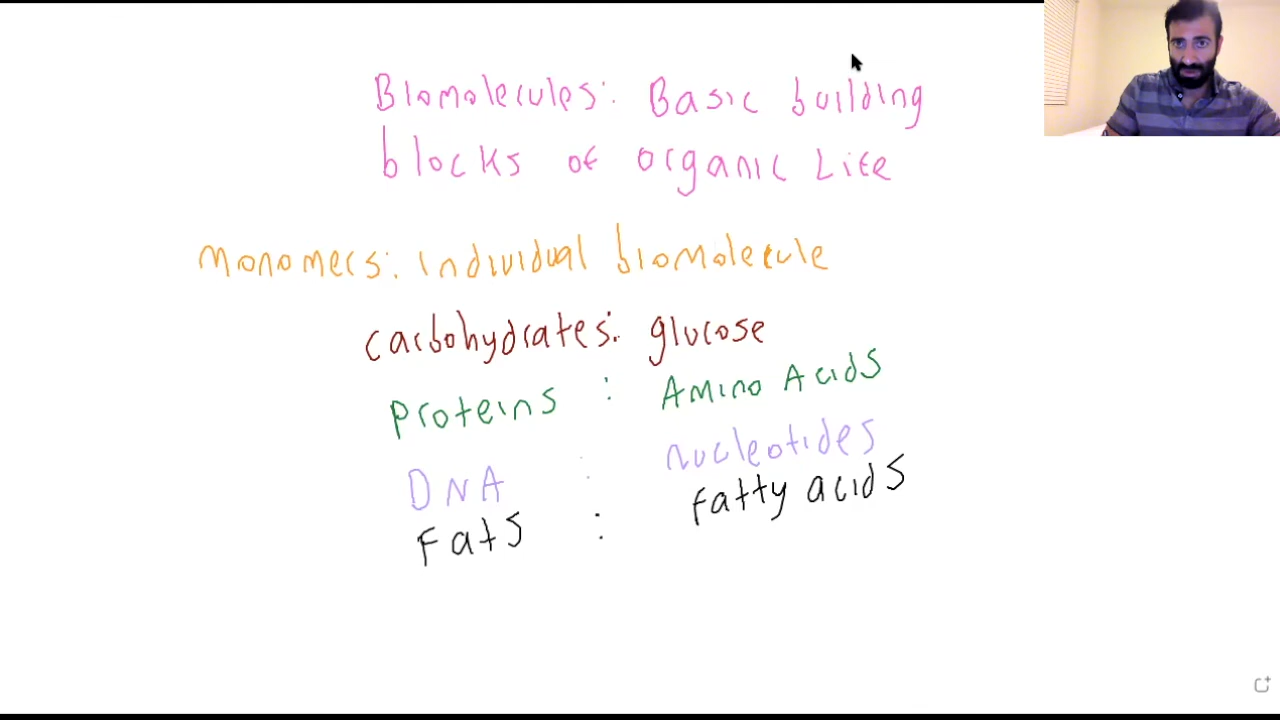 Biomolecules: Basic building
blocks of organic Life
monomers: individual biomolecule
carbohydrates: glucose
proteins : Amino Acids
DNA : nucleotides
Fats : Fatty acids